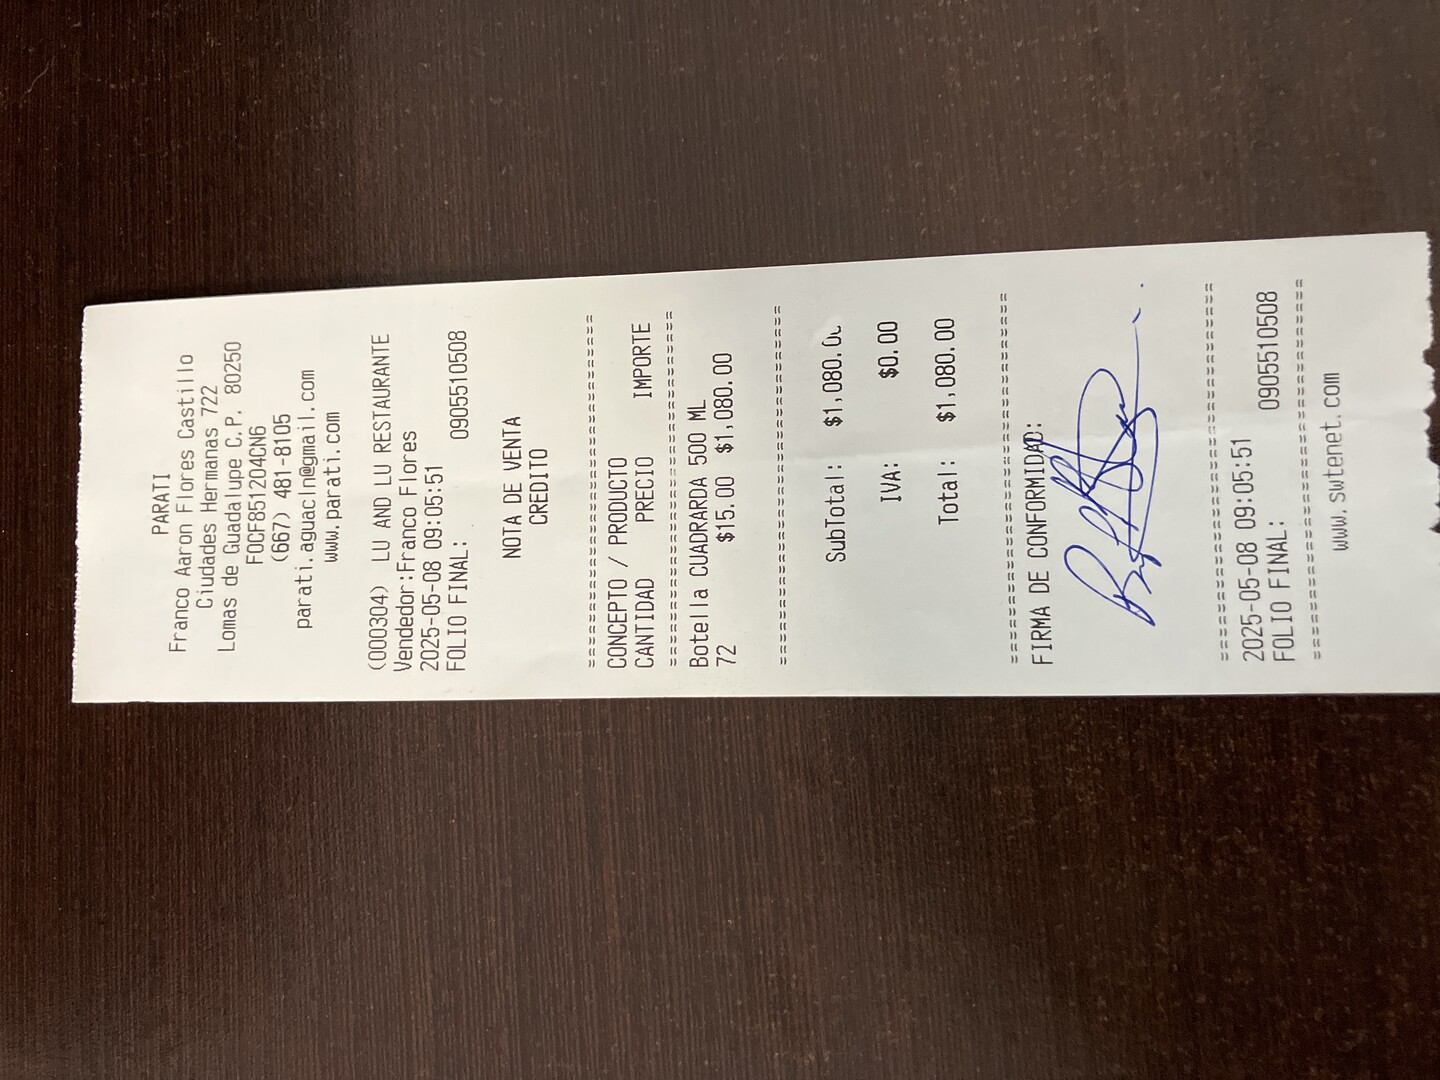 PARATI
Franco Aaron Flores Castillo
Ciudades Hermanas 722
Lomas de Guadalupe C.P. 80250
FOCF851204CN6
(667) 481-8105
parati.aguacln@gmail.com
www.parati.com
(000304) LU AND LU RESTAURANTE
Vendedor:Franco Flores
2025-05-08 09:05:51
FOLIO FINAL: 0905510508
NOTA DE VENTA
CREDITO
CONCEPTO / PRODUCTO
CANTIDAD PRECIO IMPORTE
Botella CUADRARDA 500 ML
72 $15.00 $1,080.00
SubTotal: $1,080.00
IVA: $0.00
Total: $1,080.00
FIRMA DE CONFORMIDAD:
2025-05-08 09:05:51
FOLIO FINAL: 0905510508
www.swtenet.com